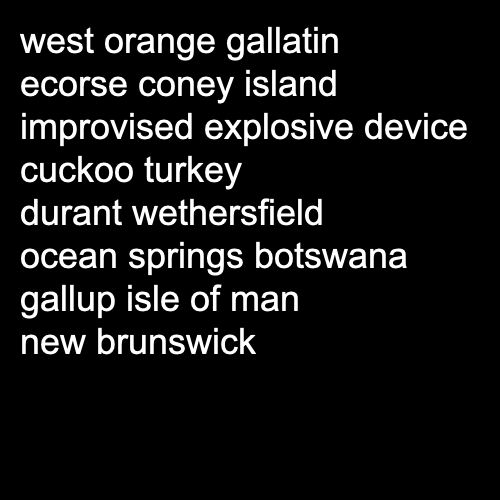 west orange gallatin
ecorse coney island
improvised explosive device
cuckoo turkey
durant wethersfield
ocean springs botswana
gallup isle of man
new brunswick